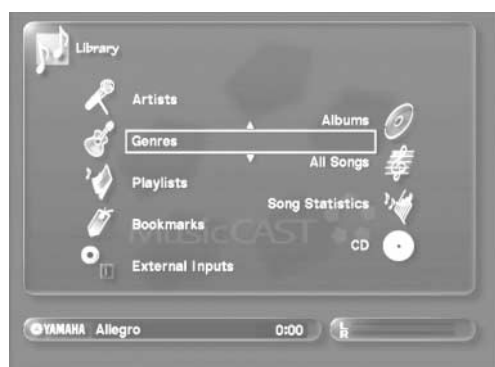 Library
Artists
Albums
Genres
All Songs
Playlists
Song Statistics
Bookmarks
MusicCAST
CD
External Inputs
YAMAHA Allegro 0:00 L
R